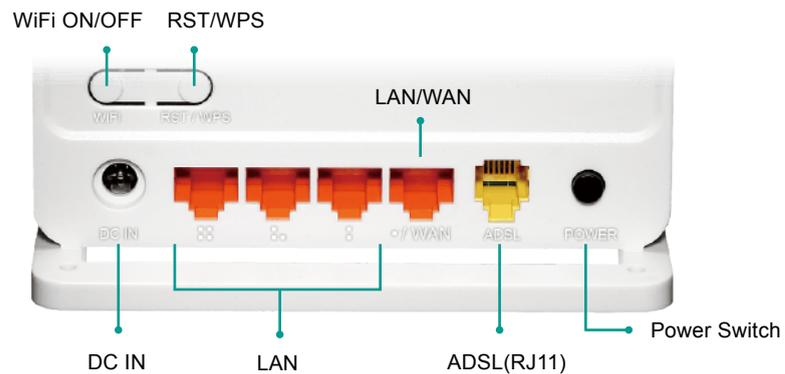 WiFi ON/OFF RST/WPS
LAN/WAN
WIFI RST / WPS
DC IN / WAN ADSL POWER
Power Switch
DC IN LAN ADSL(RJ11)